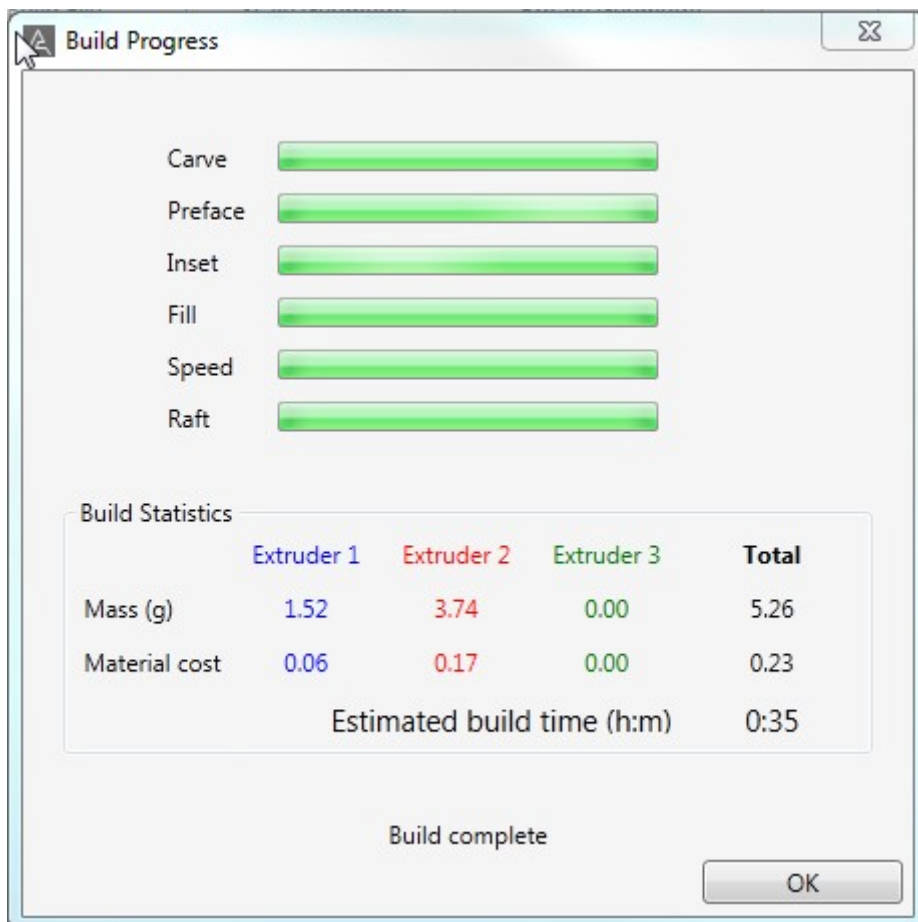 Build Progress
Carve
Preface
Inset
Fill
Speed
Raft
Build Statistics
Extruder 1 Extruder 2 Extruder 3 Total
Mass (g) 1.52 3.74 0.00 5.26
Material cost 0.06 0.17 0.00 0.23
Estimated build time (h:m) 0:35
Build complete
OK